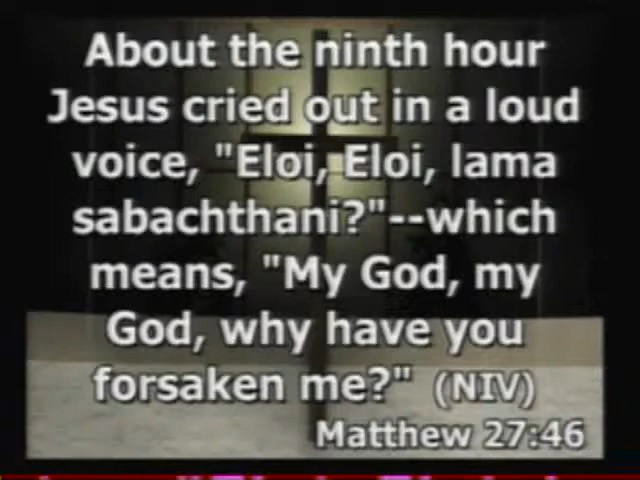 About the ninth hour
Jesus cried out in a loud
voice, "Eloi, Eloi, lama
sabachthani?"--which
means, "My God, my
God, why have you
forsaken me?" (NIV)
Matthew 27:46